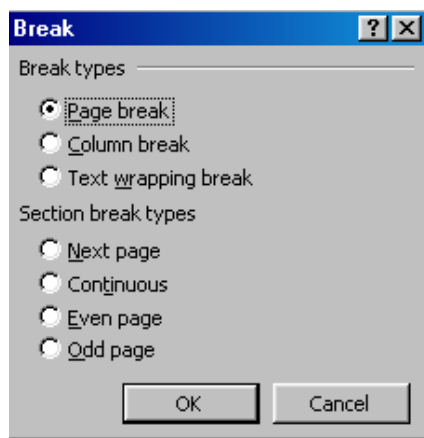 Break ? ×
Break types
Page break
Column break
Text wrapping break
Section break types
Next page
Continuous
Even page
Odd page
OK Cancel